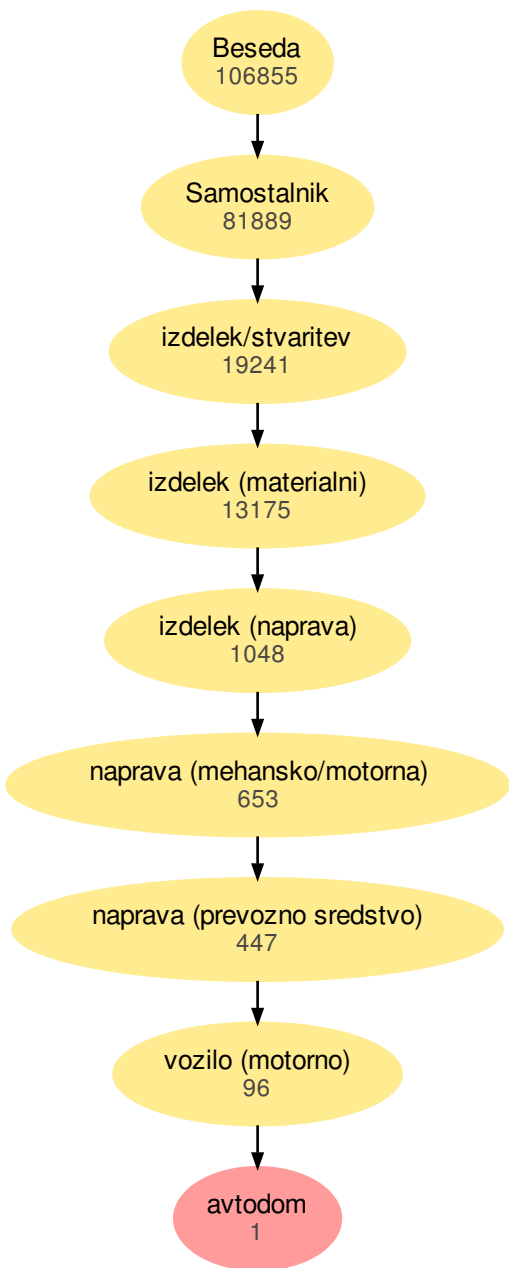 Beseda
106855
Samostalnik
81889
izdelek/stvaritev
19241
izdelek (materialni)
13175
izdelek (naprava)
1048
naprava (mehansko/motorna)
653
naprava (prevozno sredstvo)
447
vozilo (motorno)
96
avtodom
1